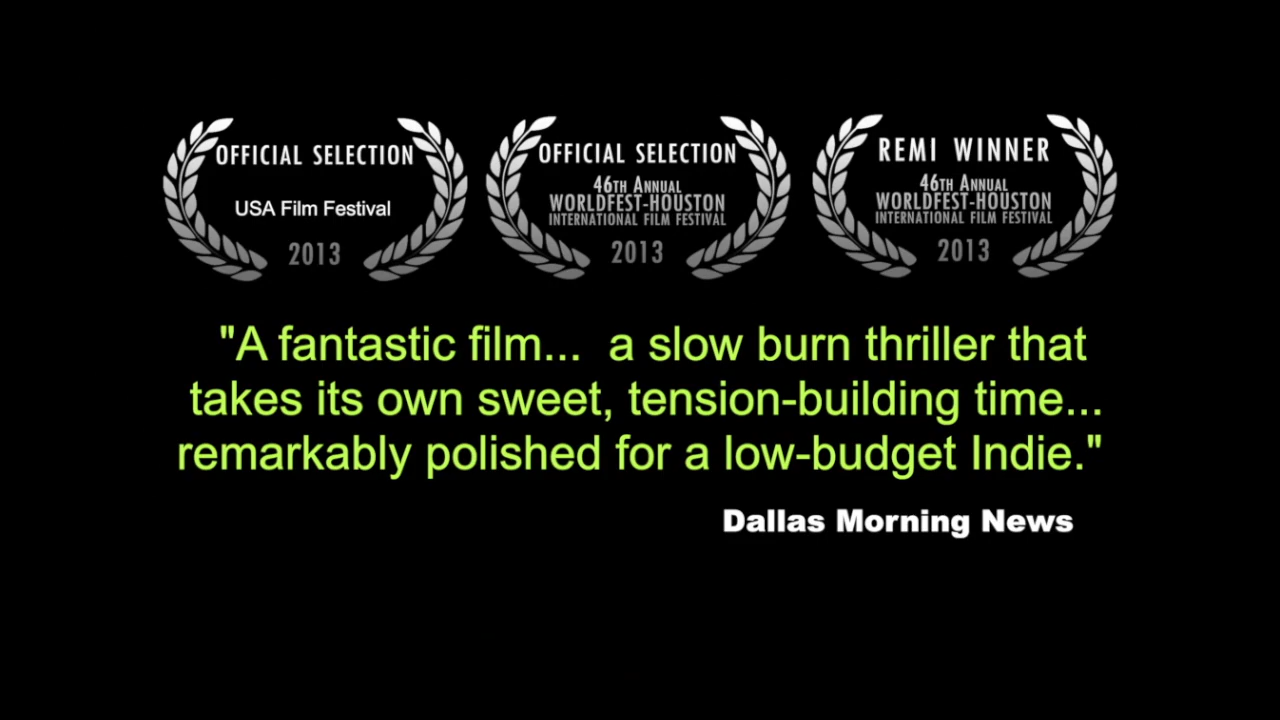 OFFICIAL SELECTION
USA Film Festival
2013
OFFICIAL SELECTION
46TH ANNUAL
WORLDFEST-HOUSTON
INTERNATIONAL FILM FESTIVAL
2013
REMI WINNER
46TH ANNUAL
WORLDFEST-HOUSTON
INTERNATIONAL FILM FESTIVAL
2013
"A fantastic film... a slow burn thriller that
takes its own sweet, tension-building time...
remarkably polished for a low-budget Indie."
Dallas Morning News